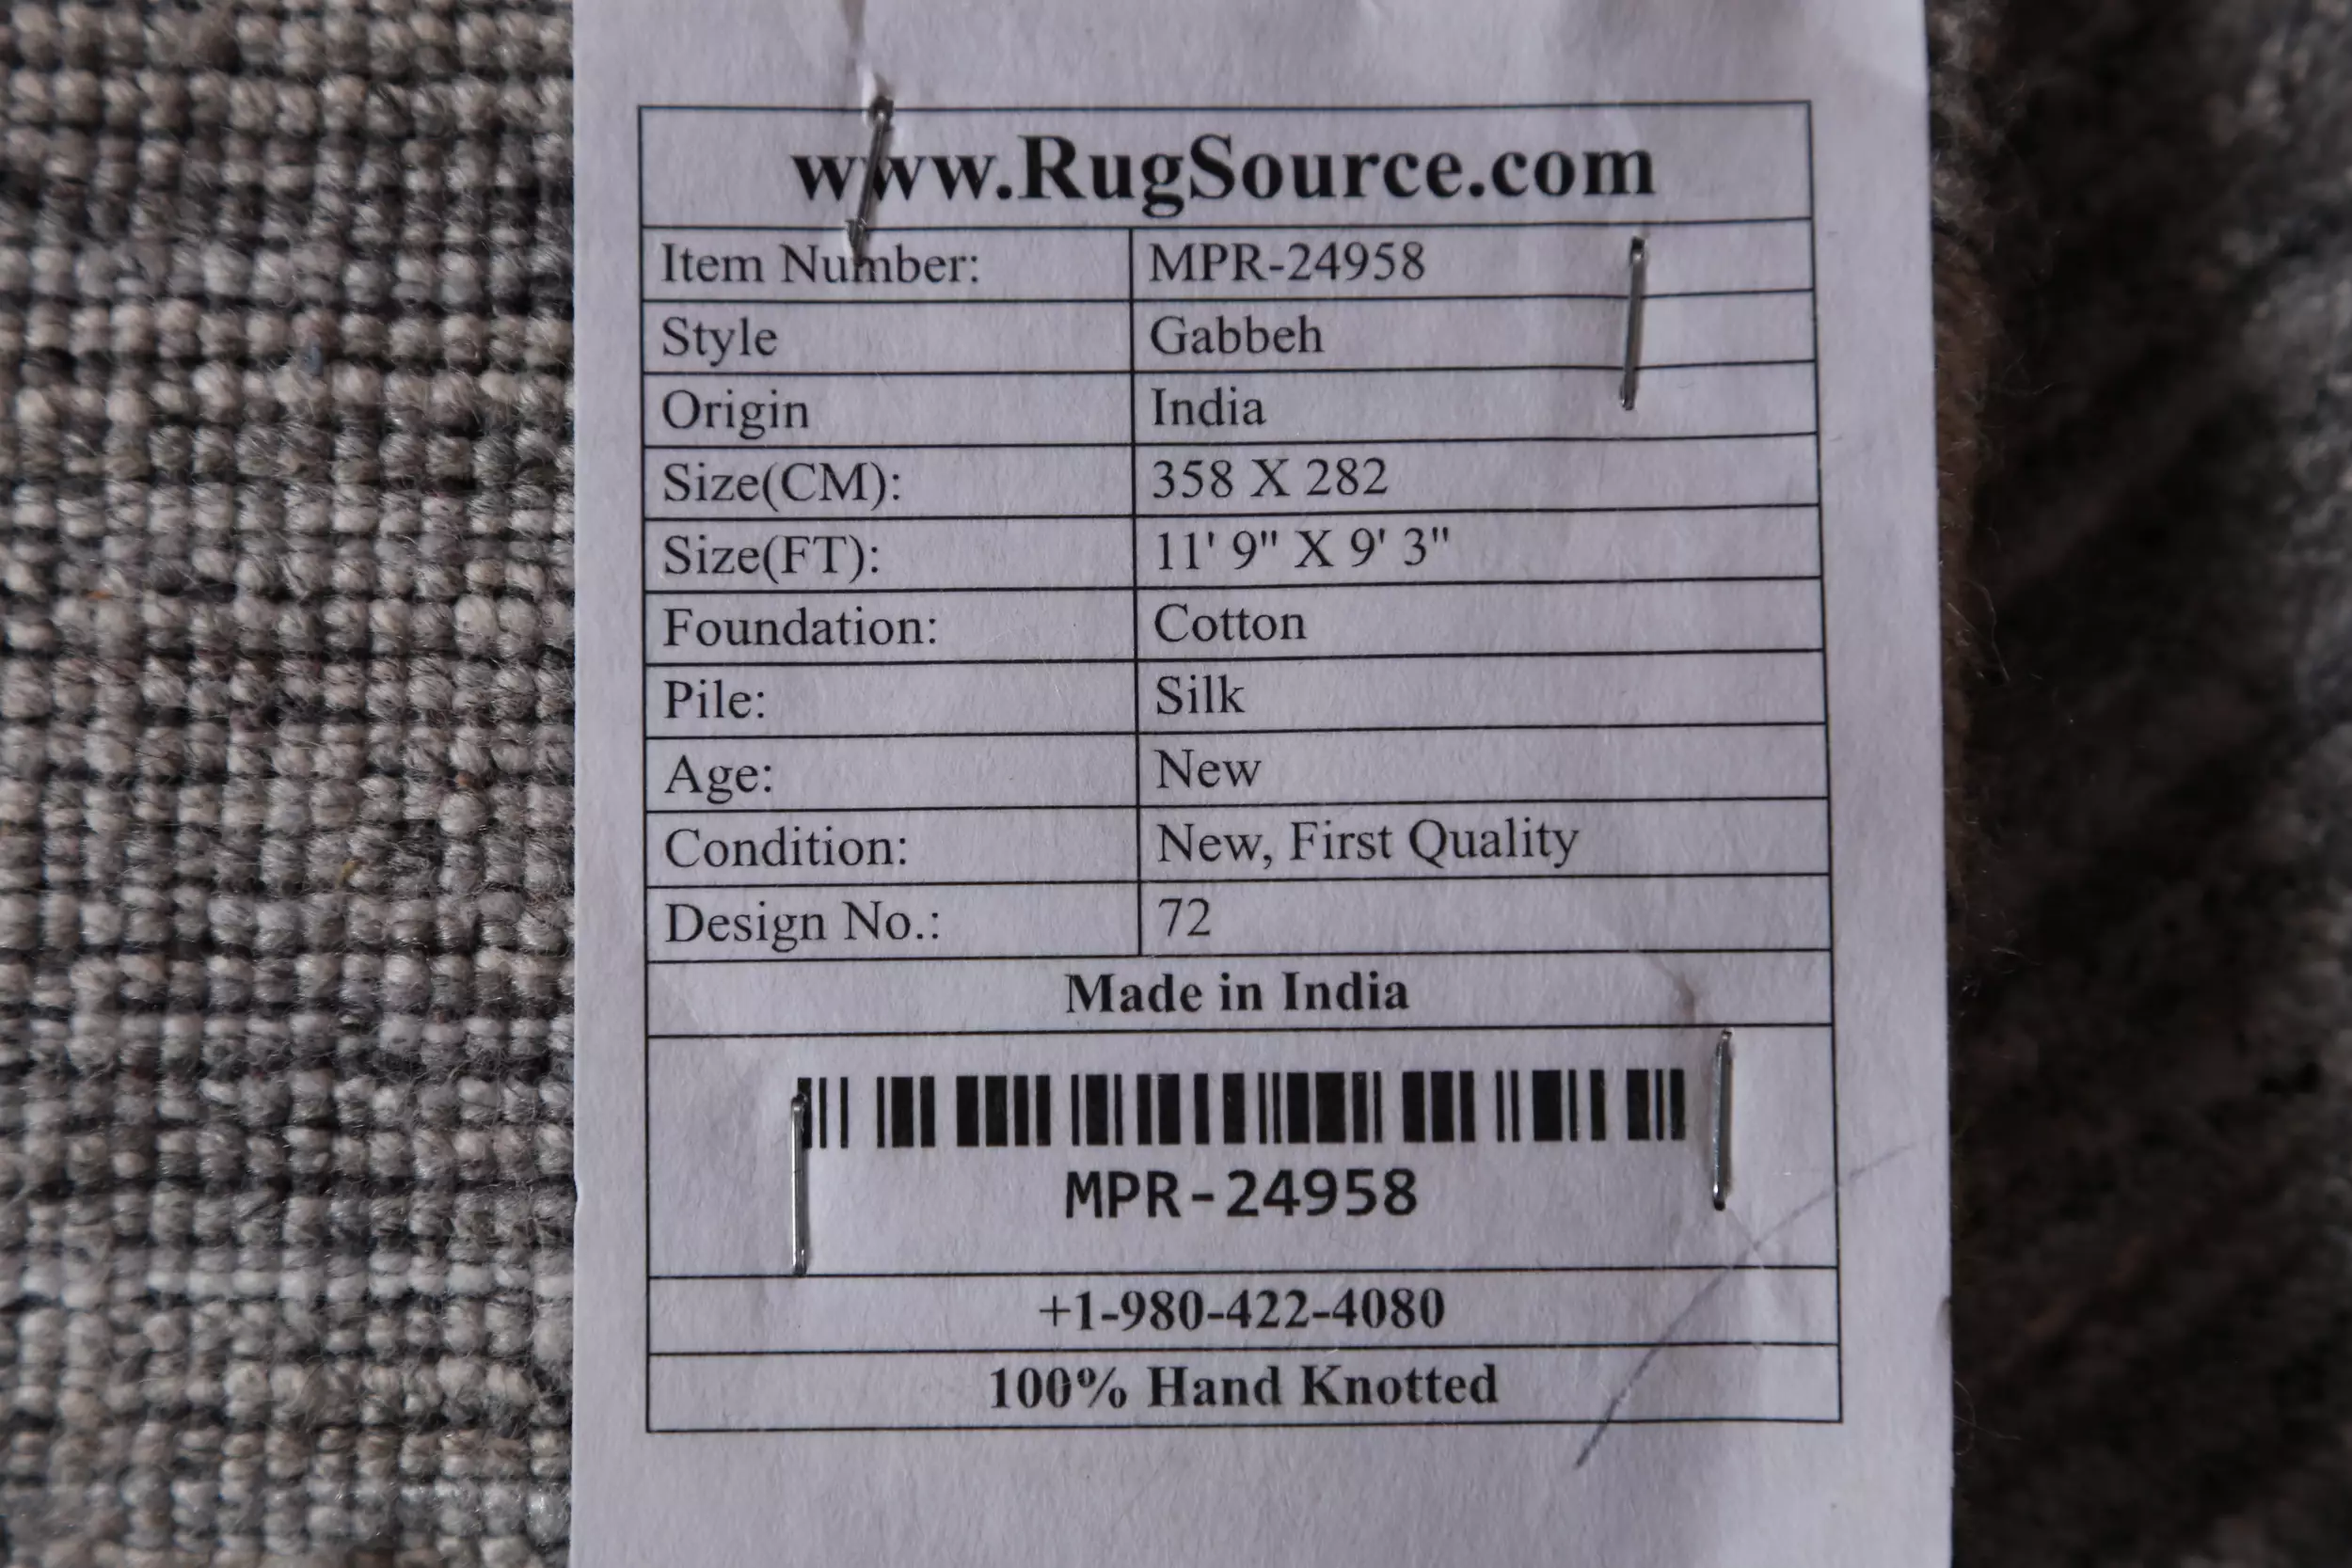 www.RugSource.com
Item Number: MPR-24958
Style Gabbeh
Origin India
Size(CM): 358 X 282
Size(FT): 11' 9" X 9' 3"
Foundation: Cotton
Pile: Silk
Age: New
Condition: New, First Quality
Design No.: 72
Made in India
MPR-24958
+1-980-422-4080
100% Hand Knotted